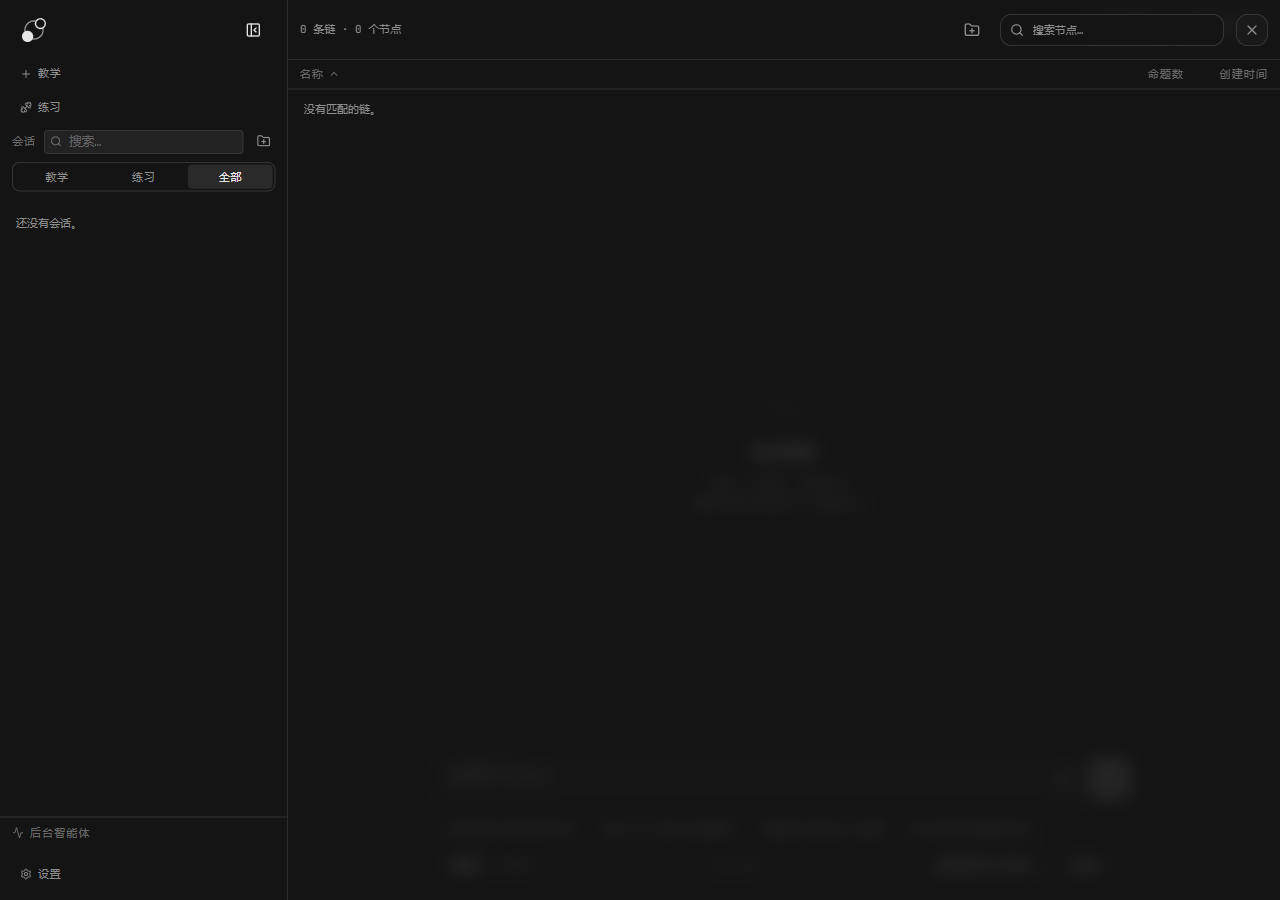 0 条链 · 0 个节点
搜索节点…
教学
练习
会话
搜索…
教学
练习
全部
还没有会话。
名称
命题数
创建时间
没有匹配的链。
后台智能体
设置